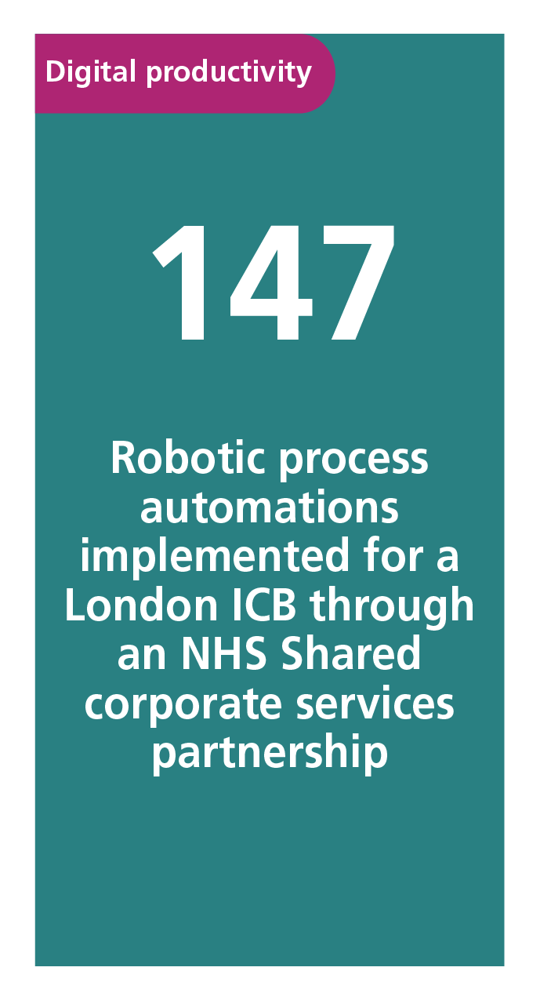 Digital productivity
147
Robotic process
automations
implemented for a
London ICB through
an NHS Shared
corporate services
partnership